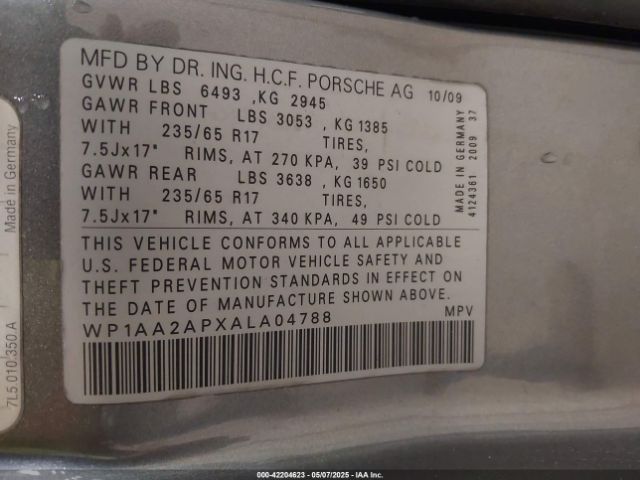 MFD BY DR. ING. H.C.F. PORSCHE AG 10/09
GVWR LBS 6493 ,KG 2945
GAWR FRONT LBS 3053 , KG 1385
WITH 235/65 R17 TIRES,
7.5Jx17" RIMS, AT 270 KPA, 39 PSI COLD
GAWR REAR LBS 3638 , KG 1650
WITH 235/65 R17 TIRES,
7.5Jx17" RIMS, AT 340 KPA, 49 PSI COLD
THIS VEHICLE CONFORMS TO ALL APPLICABLE
U.S. FEDERAL MOTOR VEHICLE SAFETY AND
THEFT PREVENTION STANDARDS IN EFFECT ON
THE DATE OF MANUFACTURE SHOWN ABOVE.
WP1AA2APXALA04788 MPV
MADE IN GERMANY
4124361 2009 37
Made in Germany
7L5.010.350.A
000-42204623 - 05/07/2025 - IAA Inc.